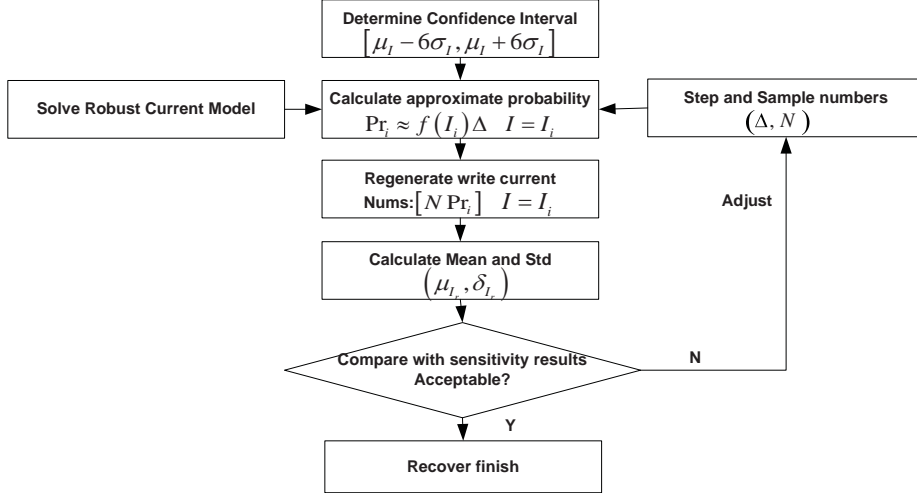 Determine Confidence Interval
[μ_I − 6σ_I, μ_I + 6σ_I]
Solve Robust Current Model
Calculate approximate probability
Pr_i ≈ f(I_i)Δ I = I_i
Step and Sample numbers
(Δ, N)
Regenerate write current
Nums:[N Pr_i] I = I_i
Adjust
Calculate Mean and Std
(μ_{I_r}, δ_{I_r})
Compare with sensitivity results
Acceptable?
N
Y
Recover finish